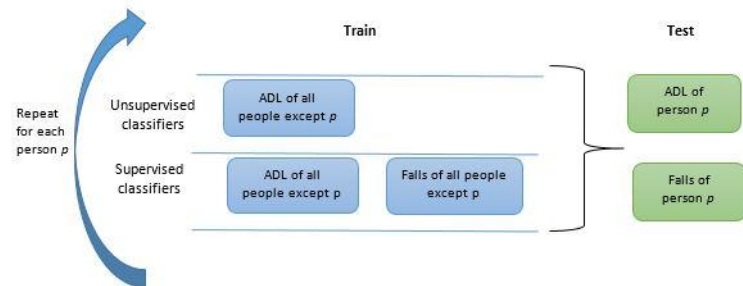 Train
Test
Repeat
for each
person p
Unsupervised
classifiers
ADL of all
people except p
ADL of
person p
Supervised
classifiers
ADL of all
people except p
Falls of all people
except p
Falls of
person p